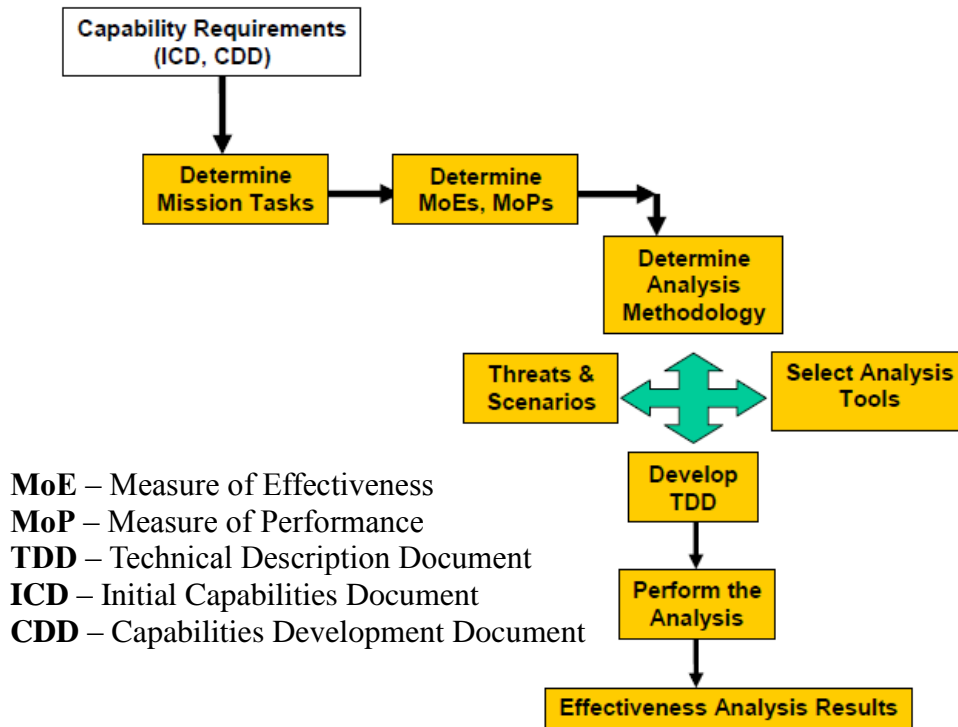 Capability Requirements
(ICD, CDD)
Determine
Mission Tasks
Determine
MoEs, MoPs
Determine
Analysis
Methodology
Threats &
Scenarios
Select Analysis
Tools
Develop
TDD
Perform the
Analysis
Effectiveness Analysis Results
MoE – Measure of Effectiveness
MoP – Measure of Performance
TDD – Technical Description Document
ICD – Initial Capabilities Document
CDD – Capabilities Development Document